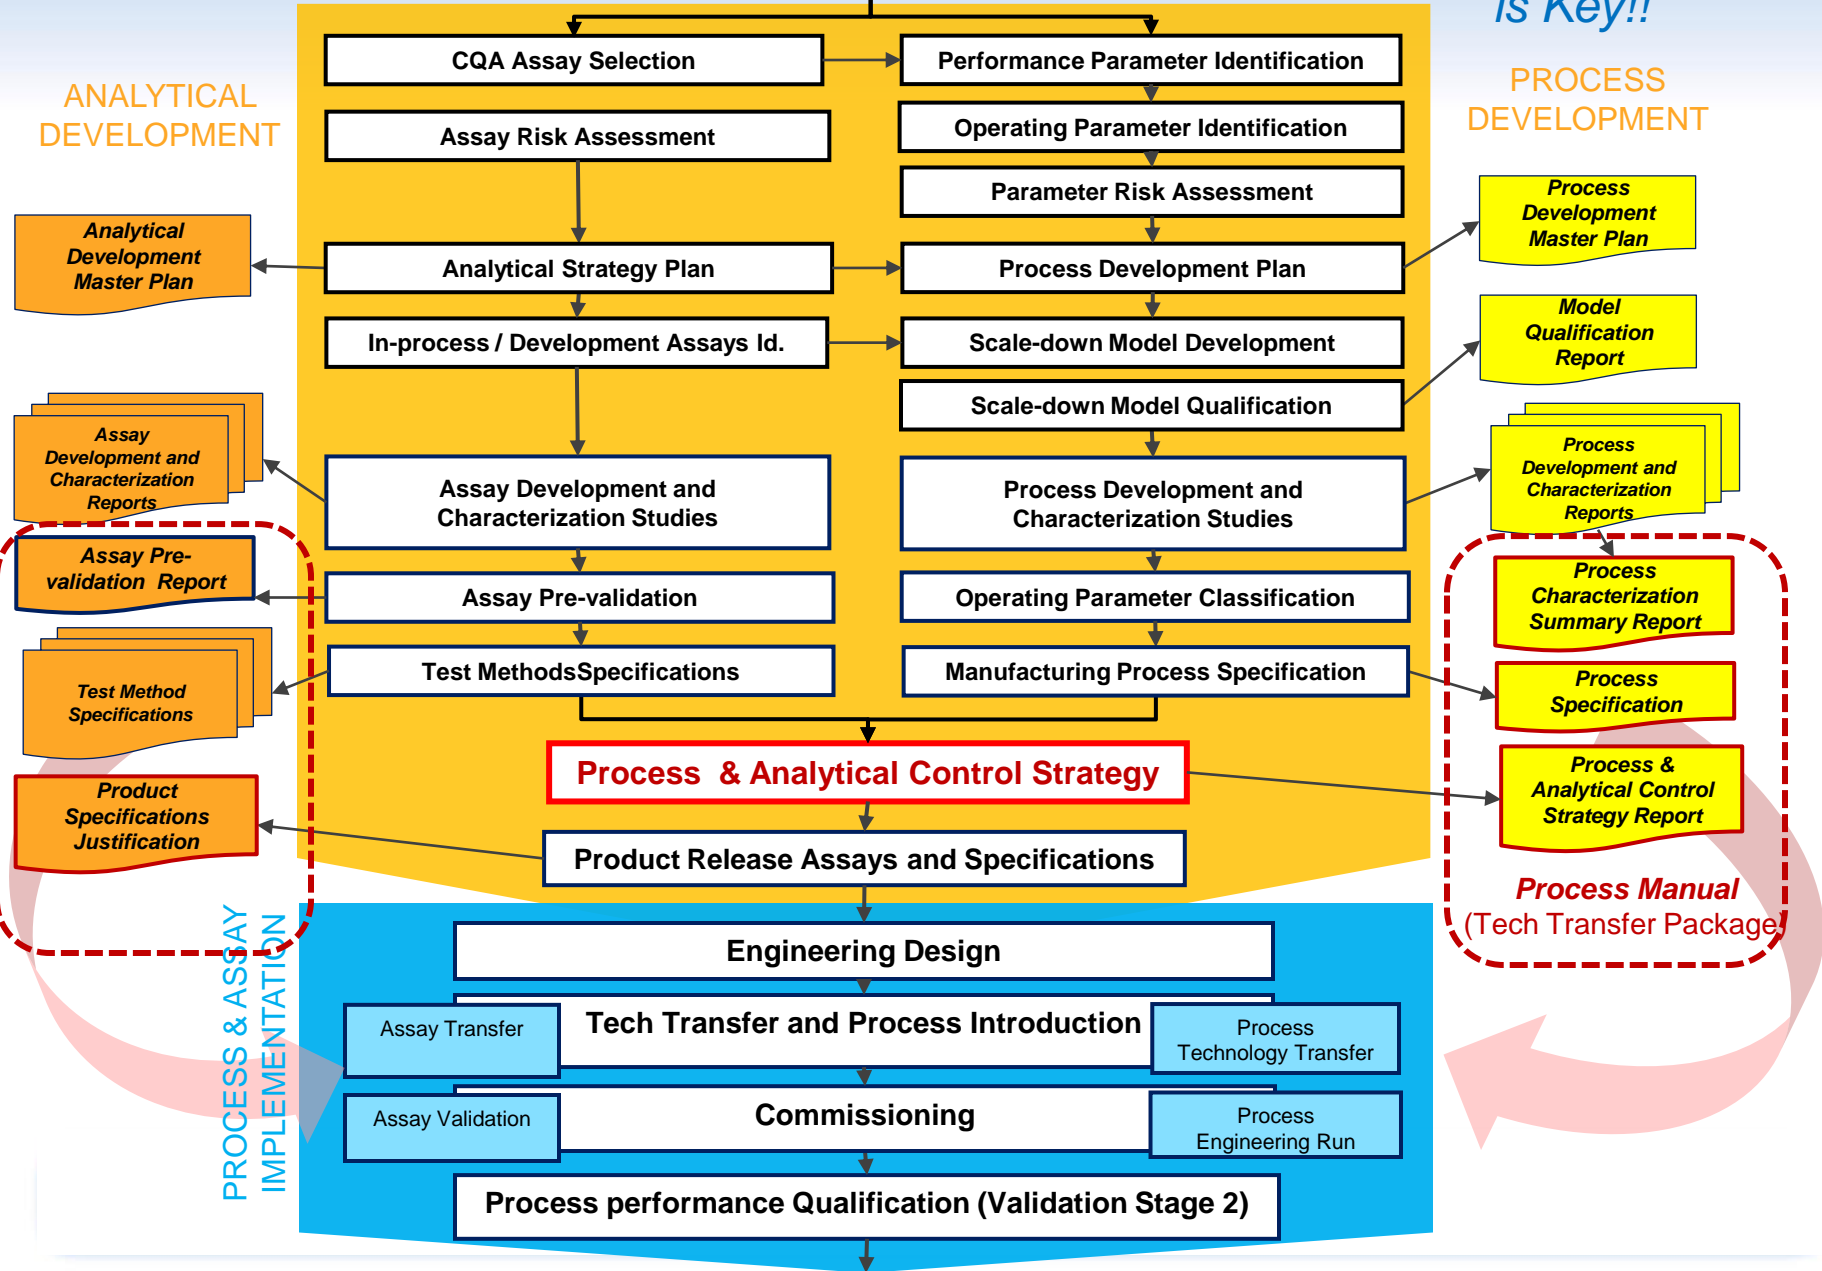 is Key!!
ANALYTICAL
DEVELOPMENT
PROCESS
DEVELOPMENT
CQA Assay Selection
Performance Parameter Identification
Assay Risk Assessment
Operating Parameter Identification
Parameter Risk Assessment
Analytical
Development
Master Plan
Analytical Strategy Plan
Process Development Plan
Process
Development
Master Plan
In-process / Development Assays Id.
Scale-down Model Development
Model
Qualification
Report
Scale-down Model Qualification
Assay
Development and
Characterization
Reports
Assay Development and
Characterization Studies
Process Development and
Characterization Studies
Process
Development and
Characterization
Reports
Assay Pre-
validation Report
Assay Pre-validation
Operating Parameter Classification
Process
Characterization
Summary Report
Test Method
Specifications
Test MethodsSpecifications
Manufacturing Process Specification
Process
Specification
Process & Analytical Control Strategy
Process &
Analytical Control
Strategy Report
Product
Specifications
Justification
Product Release Assays and Specifications
Process Manual
(Tech Transfer Package)
PROCESS & ASSAY
IMPLEMENTATION
Engineering Design
Assay Transfer
Tech Transfer and Process Introduction
Process
Technology Transfer
Assay Validation
Commissioning
Process
Engineering Run
Process performance Qualification (Validation Stage 2)